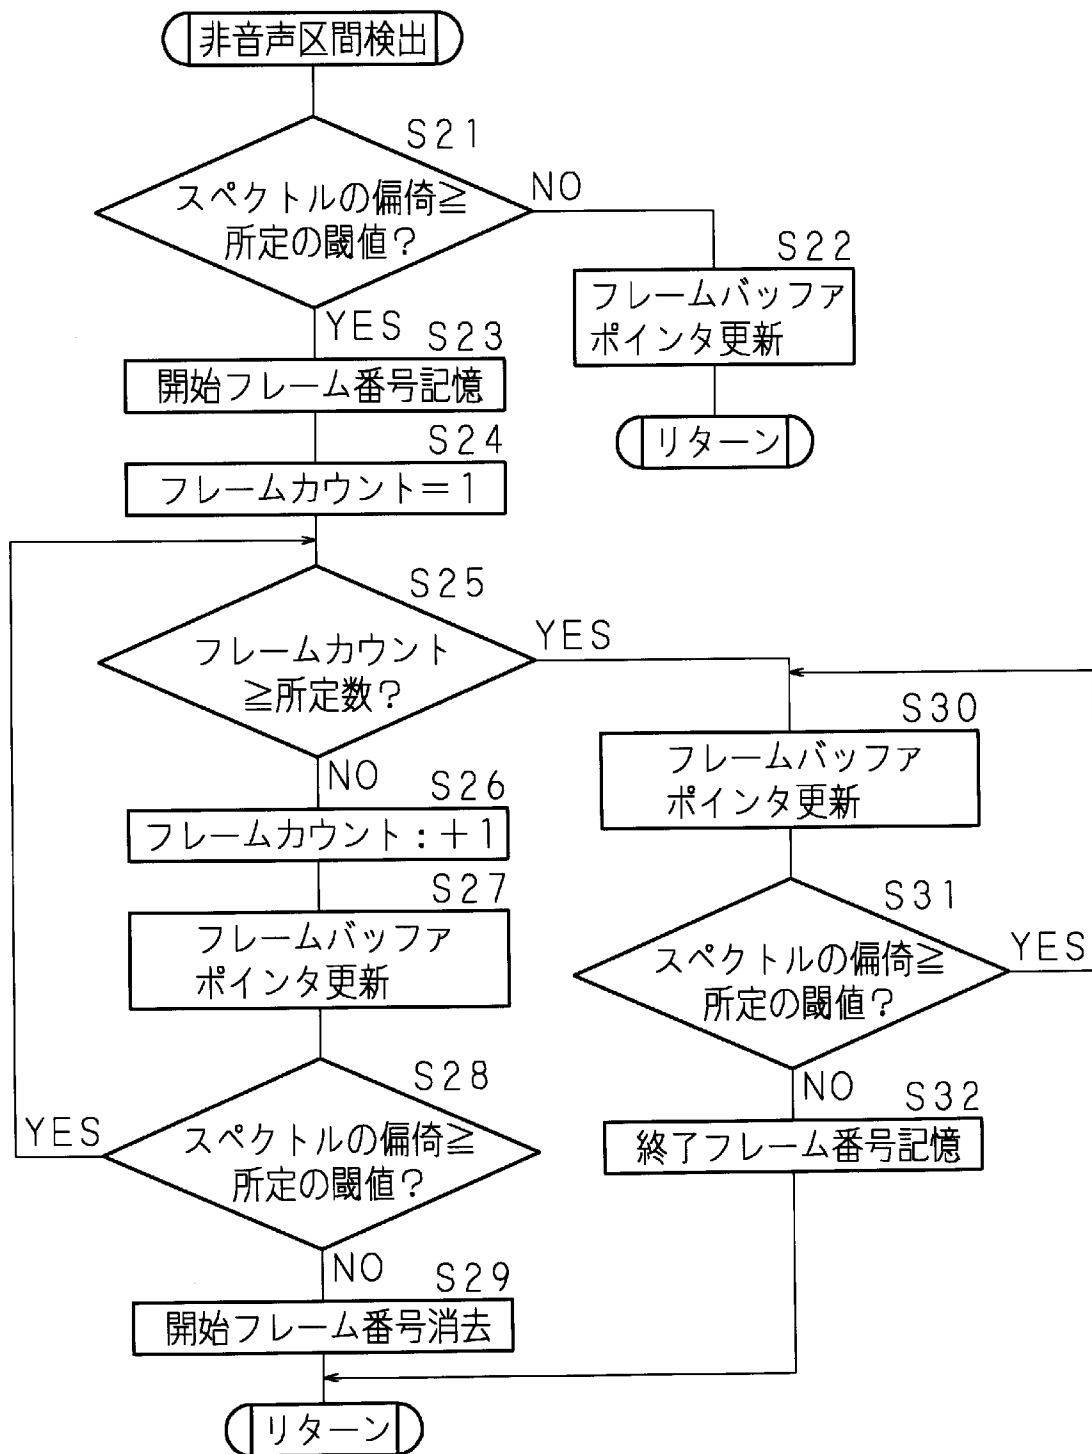 非音声区間検出
S21
スペクトルの偏倚≧
所定の閾値?
NO
S22
フレームバッファ
ポインタ更新
リターン
YES
S23
開始フレーム番号記憶
S24
フレームカウント=1
S25
フレームカウント
≧所定数?
YES
NO
S26
フレームカウント:+1
S27
フレームバッファ
ポインタ更新
S28
スペクトルの偏倚≧
所定の閾値?
YES
NO
S29
開始フレーム番号消去
S30
フレームバッファ
ポインタ更新
S31
スペクトルの偏倚≧
所定の閾値?
YES
NO
S32
終了フレーム番号記憶
リターン